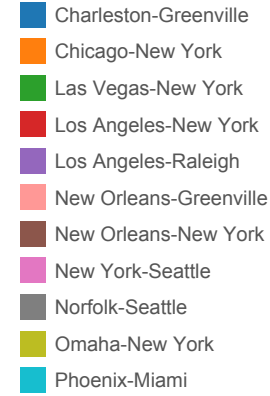 Charleston-Greenville
Chicago-New York
Las Vegas-New York
Los Angeles-New York
Los Angeles-Raleigh
New Orleans-Greenville
New Orleans-New York
New York-Seattle
Norfolk-Seattle
Omaha-New York
Phoenix-Miami